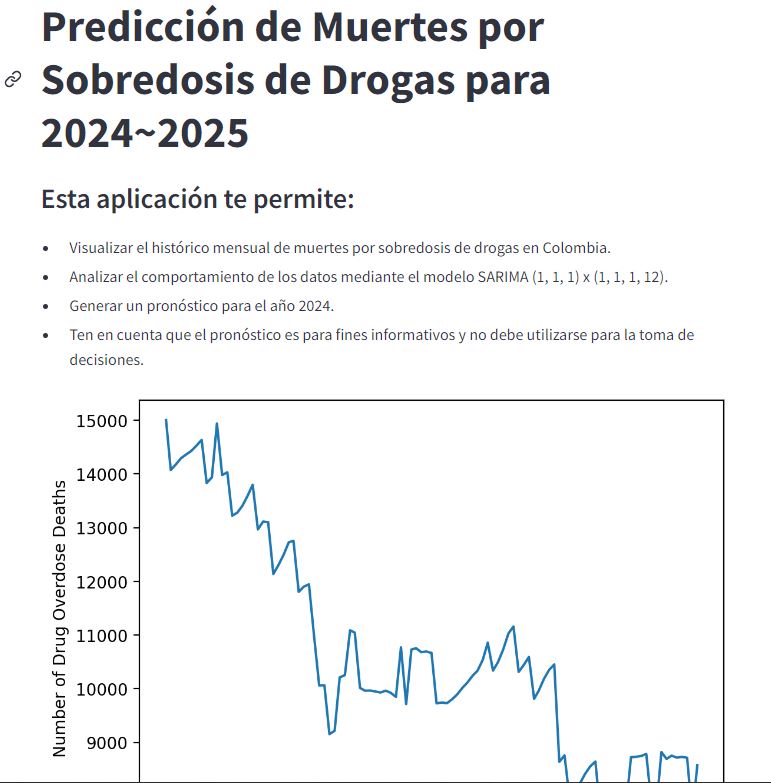 Predicción de Muertes por
Sobredosis de Drogas para
2024~2025
Esta aplicación te permite:
Visualizar el histórico mensual de muertes por sobredosis de drogas en Colombia.
Analizar el comportamiento de los datos mediante el modelo SARIMA (1, 1, 1) x (1, 1, 1, 12).
Generar un pronóstico para el año 2024.
Ten en cuenta que el pronóstico es para fines informativos y no debe utilizarse para la toma de
decisiones.
Number of Drug Overdose Deaths
15000
14000
13000
12000
11000
10000
9000